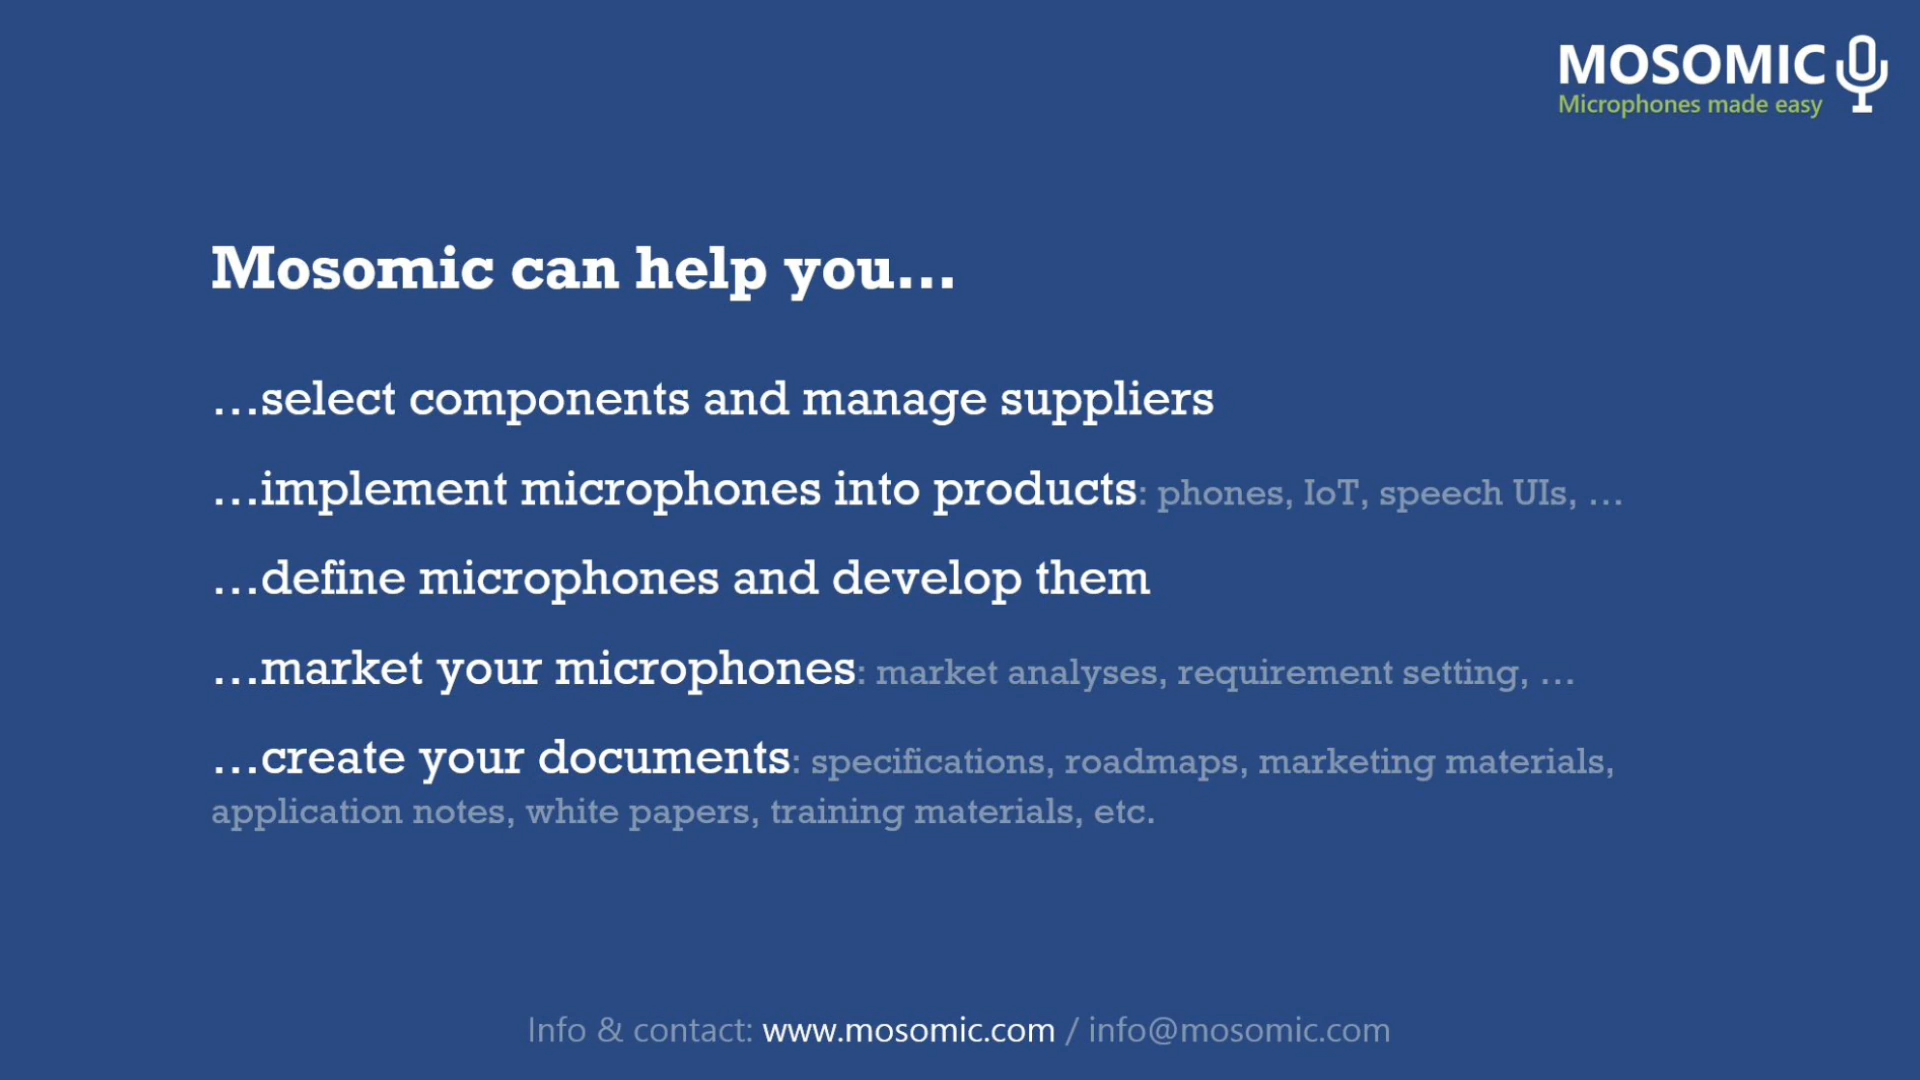 MOSOMIC
Microphones made easy
Mosomic can help you...
...select components and manage suppliers
...implement microphones into products: phones, IoT, speech UIs, ...
...define microphones and develop them
...market your microphones: market analyses, requirement setting, ...
...create your documents: specifications, roadmaps, marketing materials,
application notes, white papers, training materials, etc.
Info & contact: www.mosomic.com / info@mosomic.com